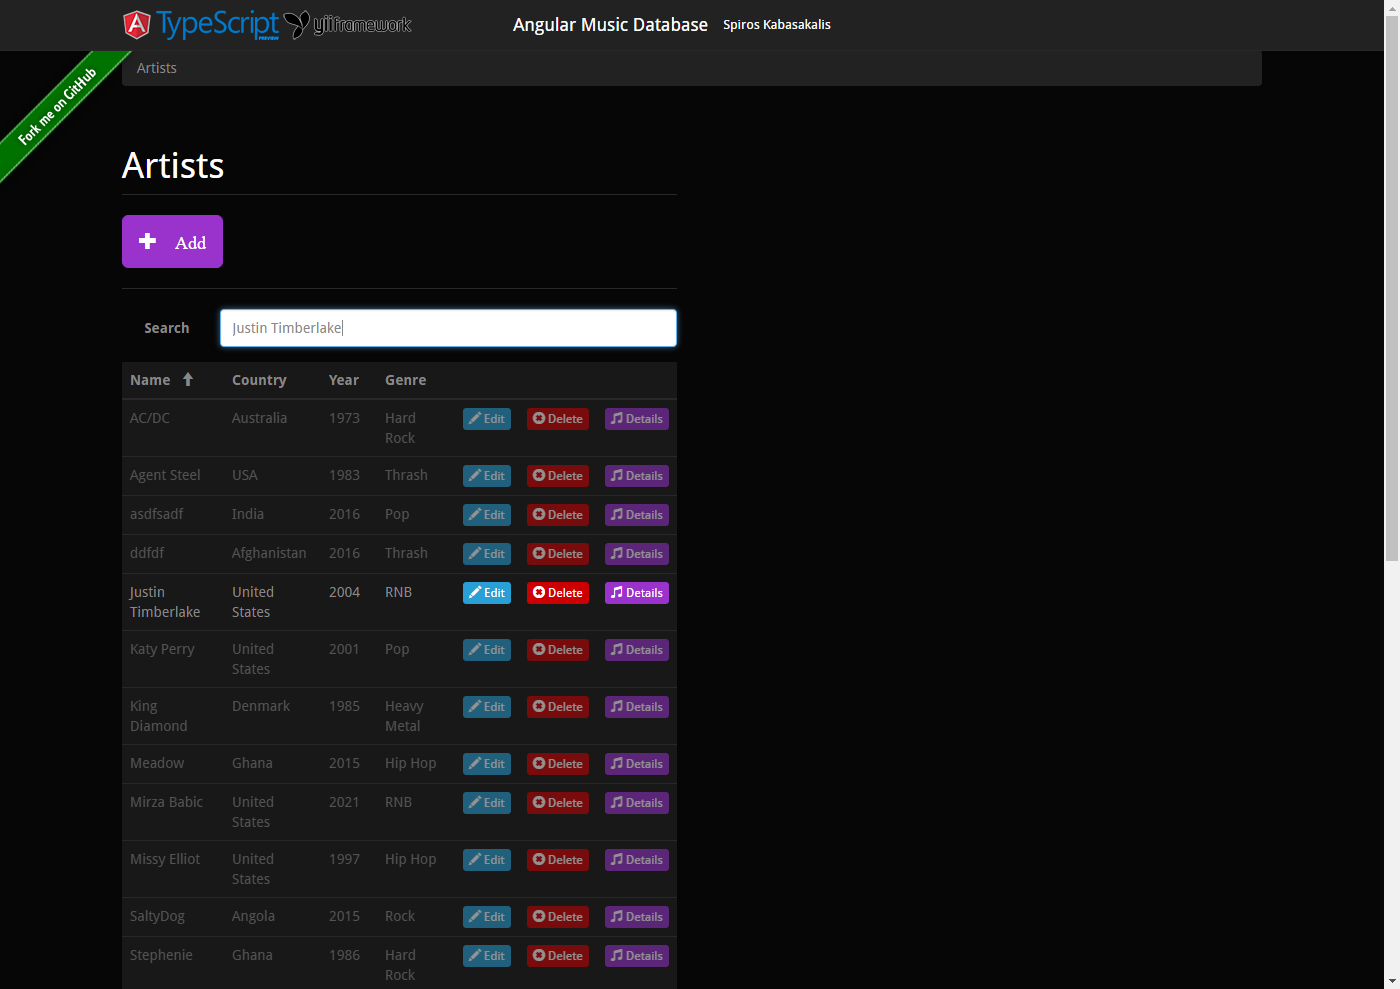 TypeScript PREVIEW yiiframework Angular Music Database Spiros Kabasakalis
Fork me on GitHub
Artists
Artists
Add
Search Justin Timberlake
Name Country Year Genre
AC/DC Australia 1973 Hard Rock Edit Delete Details
Agent Steel USA 1983 Thrash Edit Delete Details
asdfsadf India 2016 Pop Edit Delete Details
ddfdf Afghanistan 2016 Thrash Edit Delete Details
Justin Timberlake United States 2004 RNB Edit Delete Details
Katy Perry United States 2001 Pop Edit Delete Details
King Diamond Denmark 1985 Heavy Metal Edit Delete Details
Meadow Ghana 2015 Hip Hop Edit Delete Details
Mirza Babic United States 2021 RNB Edit Delete Details
Missy Elliot United States 1997 Hip Hop Edit Delete Details
SaltyDog Angola 2015 Rock Edit Delete Details
Stephenie Ghana 1986 Hard Rock Edit Delete Details